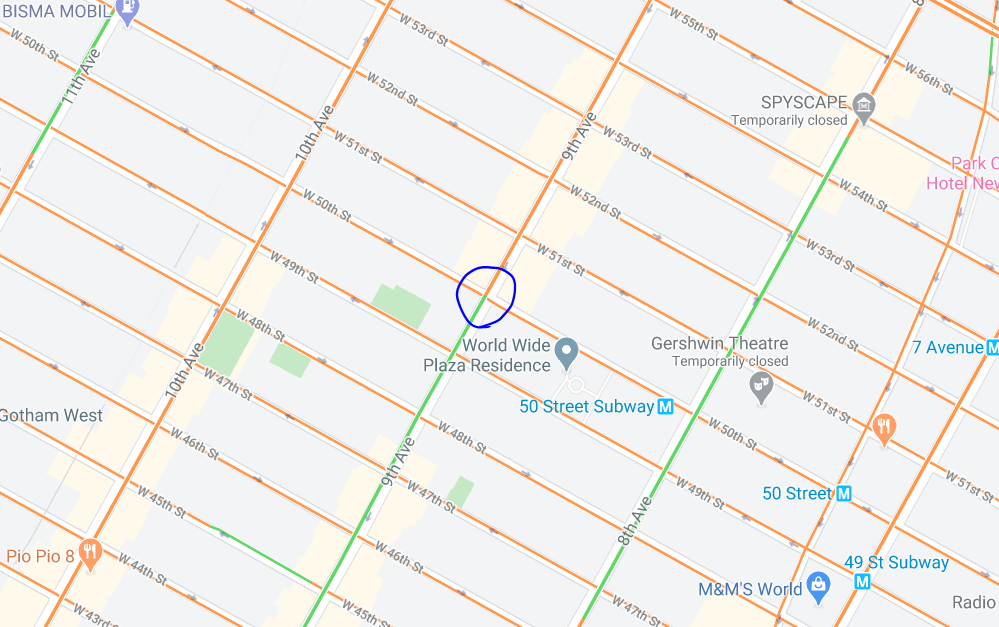 BISMA MOBIL
W 50th St
11th Ave
W 53rd St
W 55th St
W 56th St
W 52nd St
10th Ave
W 51st St
9th Ave
W 53rd St
SPYSCAPE
Temporarily closed
W 54th St
Park C
Hotel New
W 50th St
W 52nd St
W 53rd St
W 49th St
W 51st St
W 52nd St
W 48th St
World Wide
Plaza Residence
Gershwin Theatre
Temporarily closed
7 Avenue M
10th Ave
W 47th St
50 Street Subway M
W 51st St
Gotham West
W 46th St
9th Ave
W 48th St
W 50th St
W 51st St
W 45th St
W 47th St
8th Ave
W 49th St
50 Street M
Pio Pio 8
W 44th St
W 46th St
49 St Subway
M
M&M'S World
Radio
W 43rd St
W 45th St
W 47th St